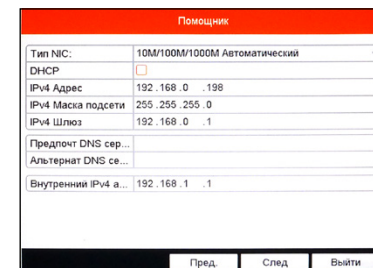 Помощник
Тип NIC: 10M/100M/1000M Автоматический
DHCP
IPv4 Адрес 192.168.0 .198
IPv4 Маска подсети 255.255.255.0
IPv4 Шлюз 192.168.0 .1
Предпочт DNS сер...
Альтернат DNS се...
Внутренний IPv4 а... 192.168.1 .1
Пред. След Выйти